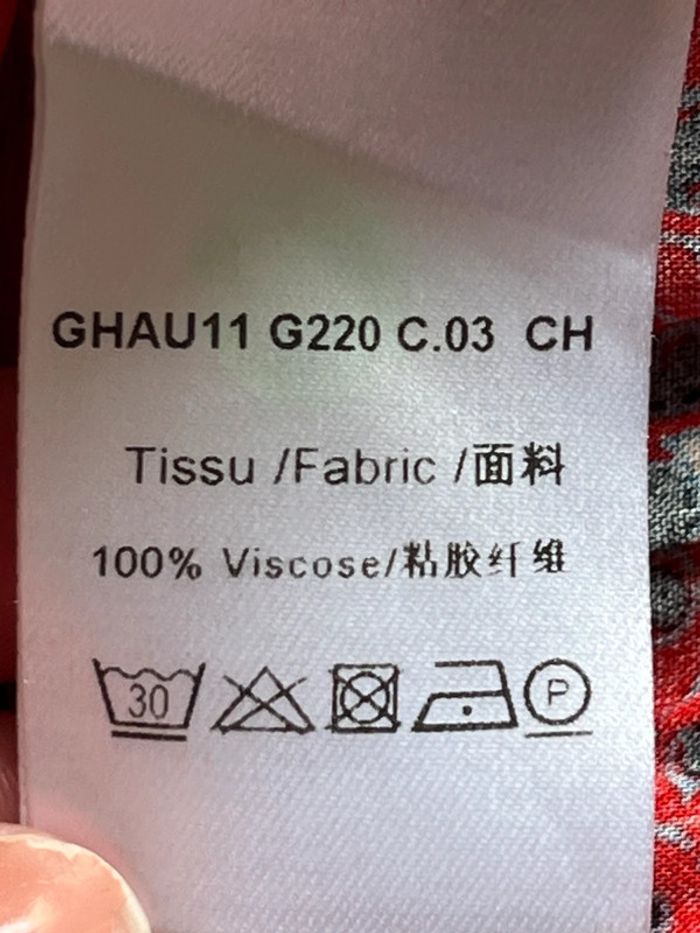 GHAU11 G220 C.03 CH
Tissu /Fabric /面料
100% Viscose/粘胶纤维
30 P